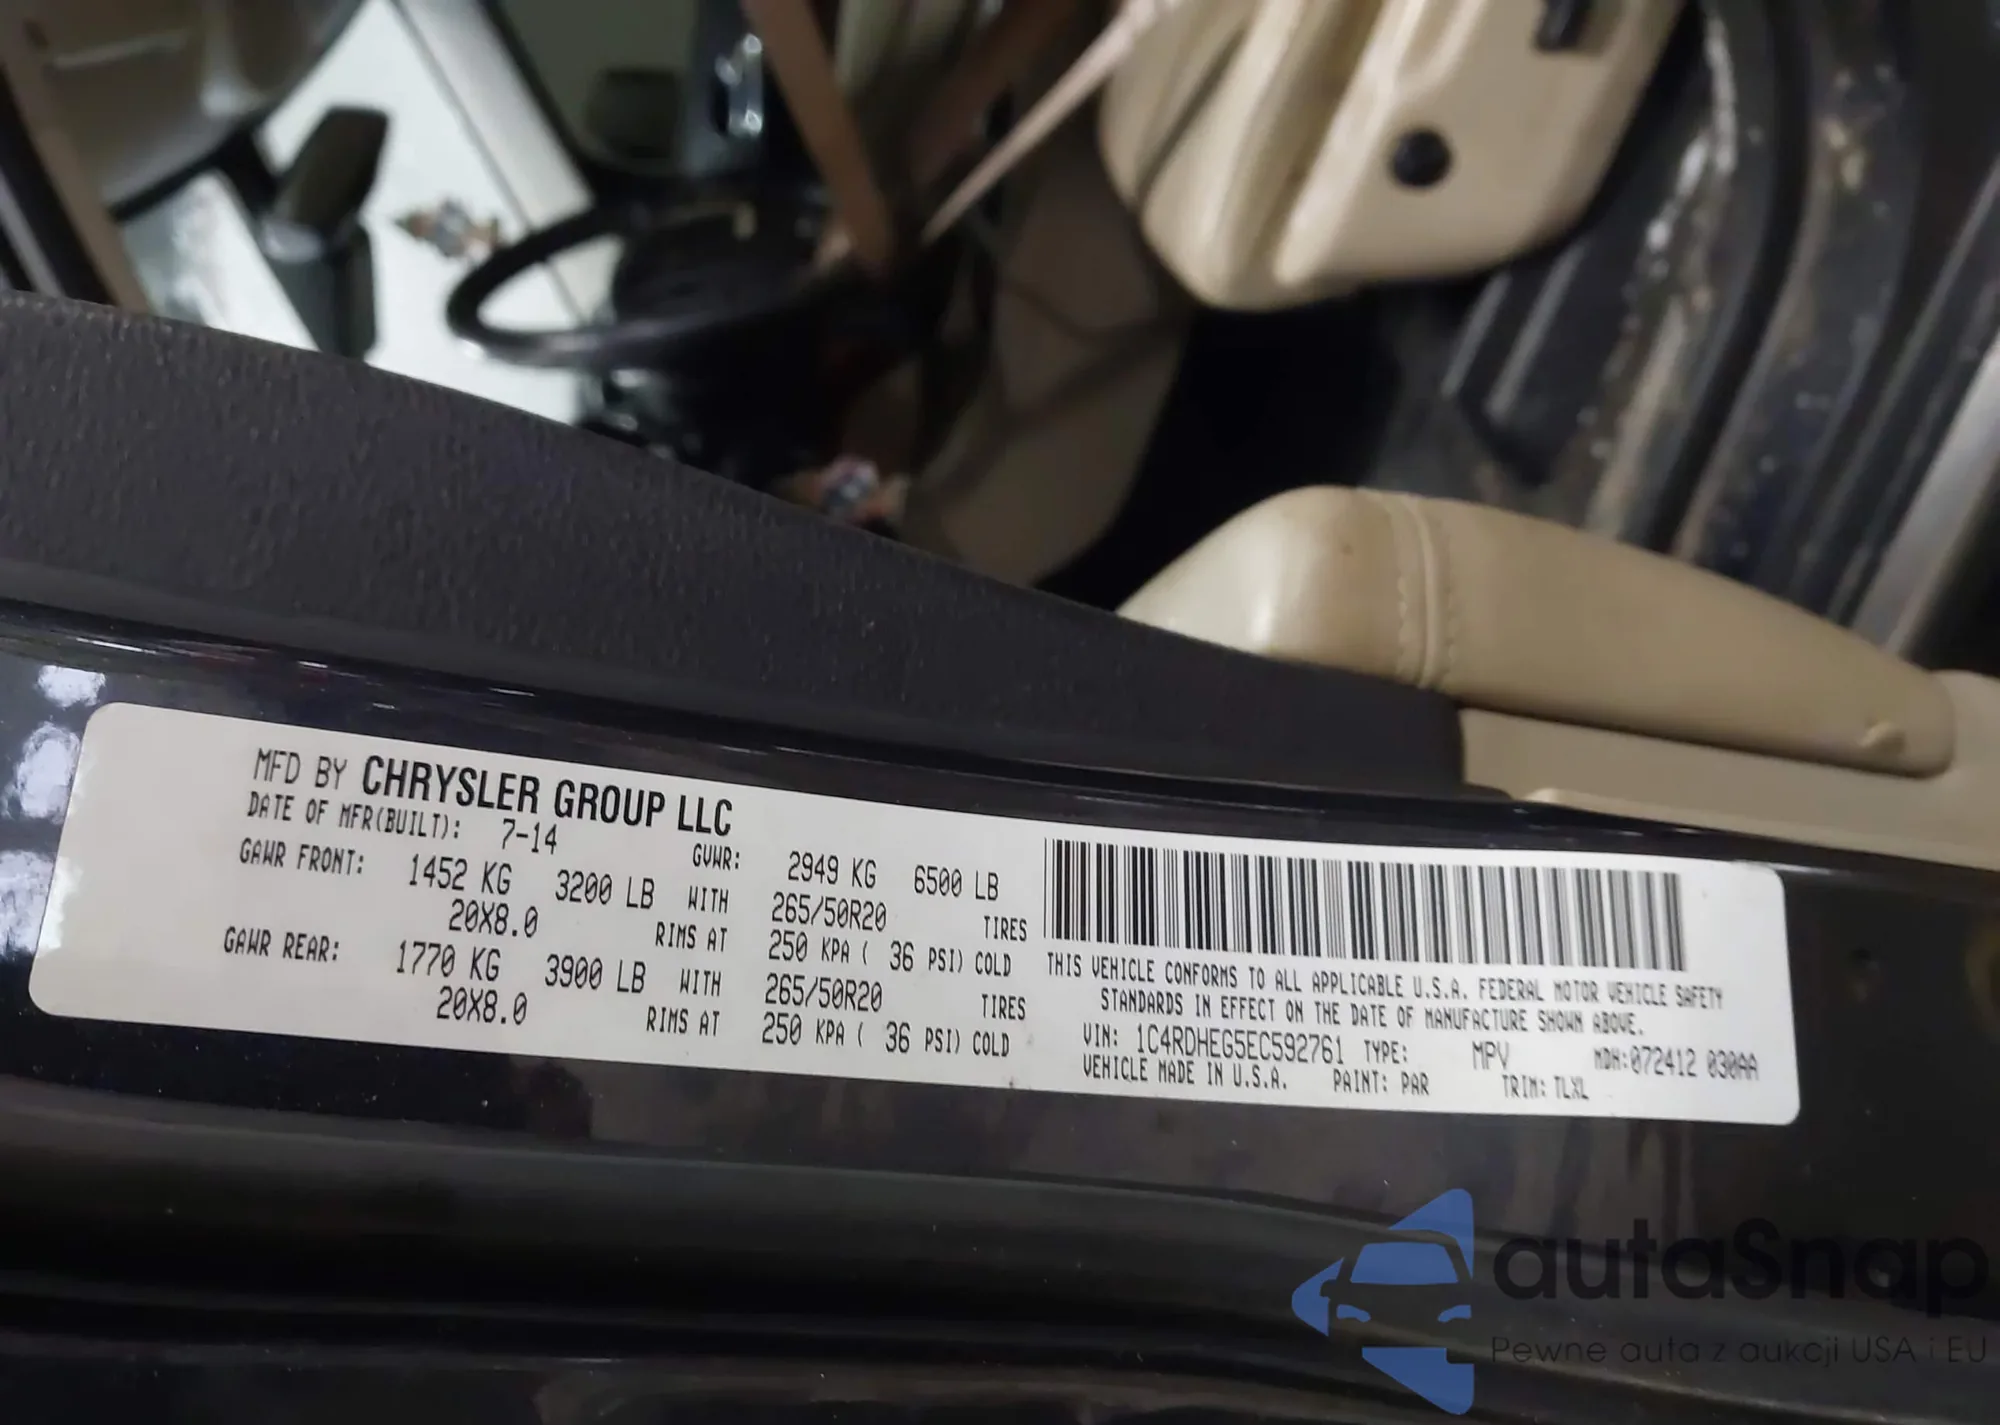 MFD BY CHRYSLER GROUP LLC
DATE OF MFR(BUILT): 7-14 GVWR: 2949 KG 6500 LB
GAWR FRONT: 1452 KG 3200 LB WITH 265/50R20 TIRES
20X8.0 RIMS AT 250 KPA ( 36 PSI) COLD
GAWR REAR: 1770 KG 3900 LB WITH 265/50R20 TIRES
20X8.0 RIMS AT 250 KPA ( 36 PSI) COLD
THIS VEHICLE CONFORMS TO ALL APPLICABLE U.S.A. FEDERAL MOTOR VEHICLE SAFETY
STANDARDS IN EFFECT ON THE DATE OF MANUFACTURE SHOWN ABOVE.
VIN: 1C4RDHEG5EC592761 TYPE: MPV MDH:072412 030AA
VEHICLE MADE IN U.S.A. PAINT: PAR TRIM: TLXL
autaSnap
Pewne auta z aukcji USA i EU